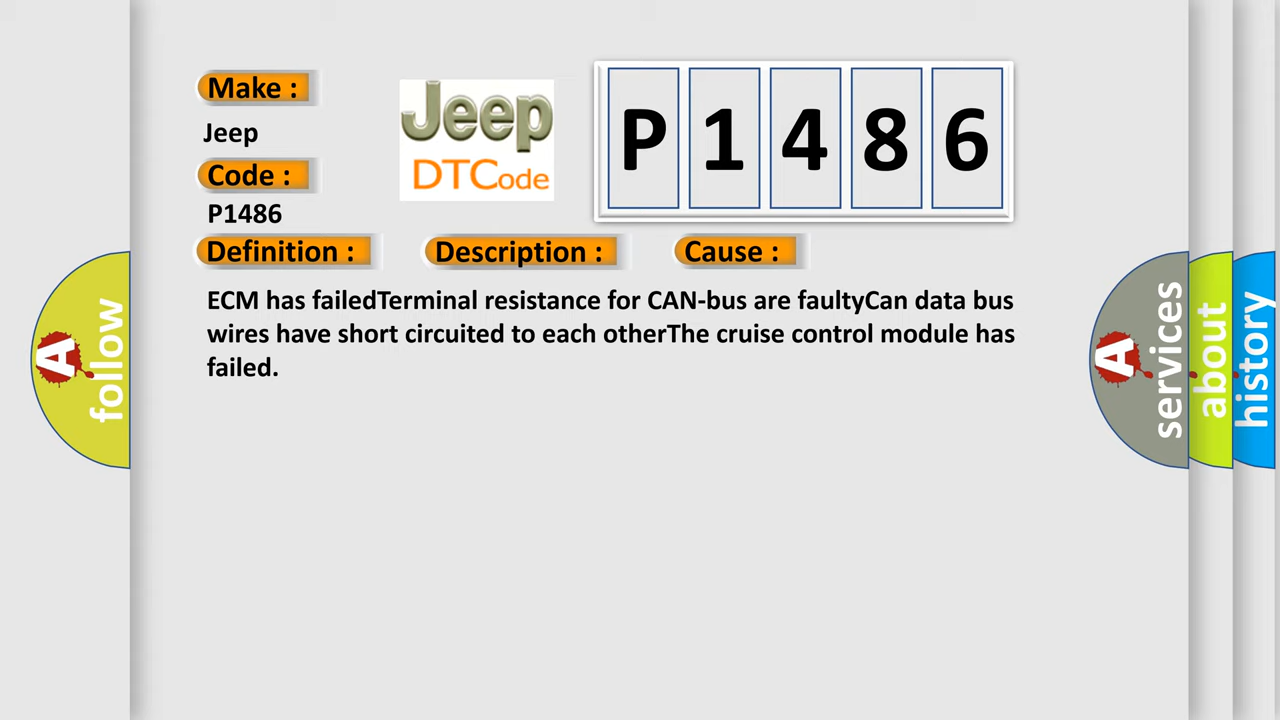 Make :
Jeep
Code :
P1486
Jeep
DTCode
P 1 4 8 6
Definition :
Description :
Cause :
ECM has failedTerminal resistance for CAN-bus are faultyCan data bus
wires have short circuited to each otherThe cruise control module has
failed.
A follow
A services
about
history